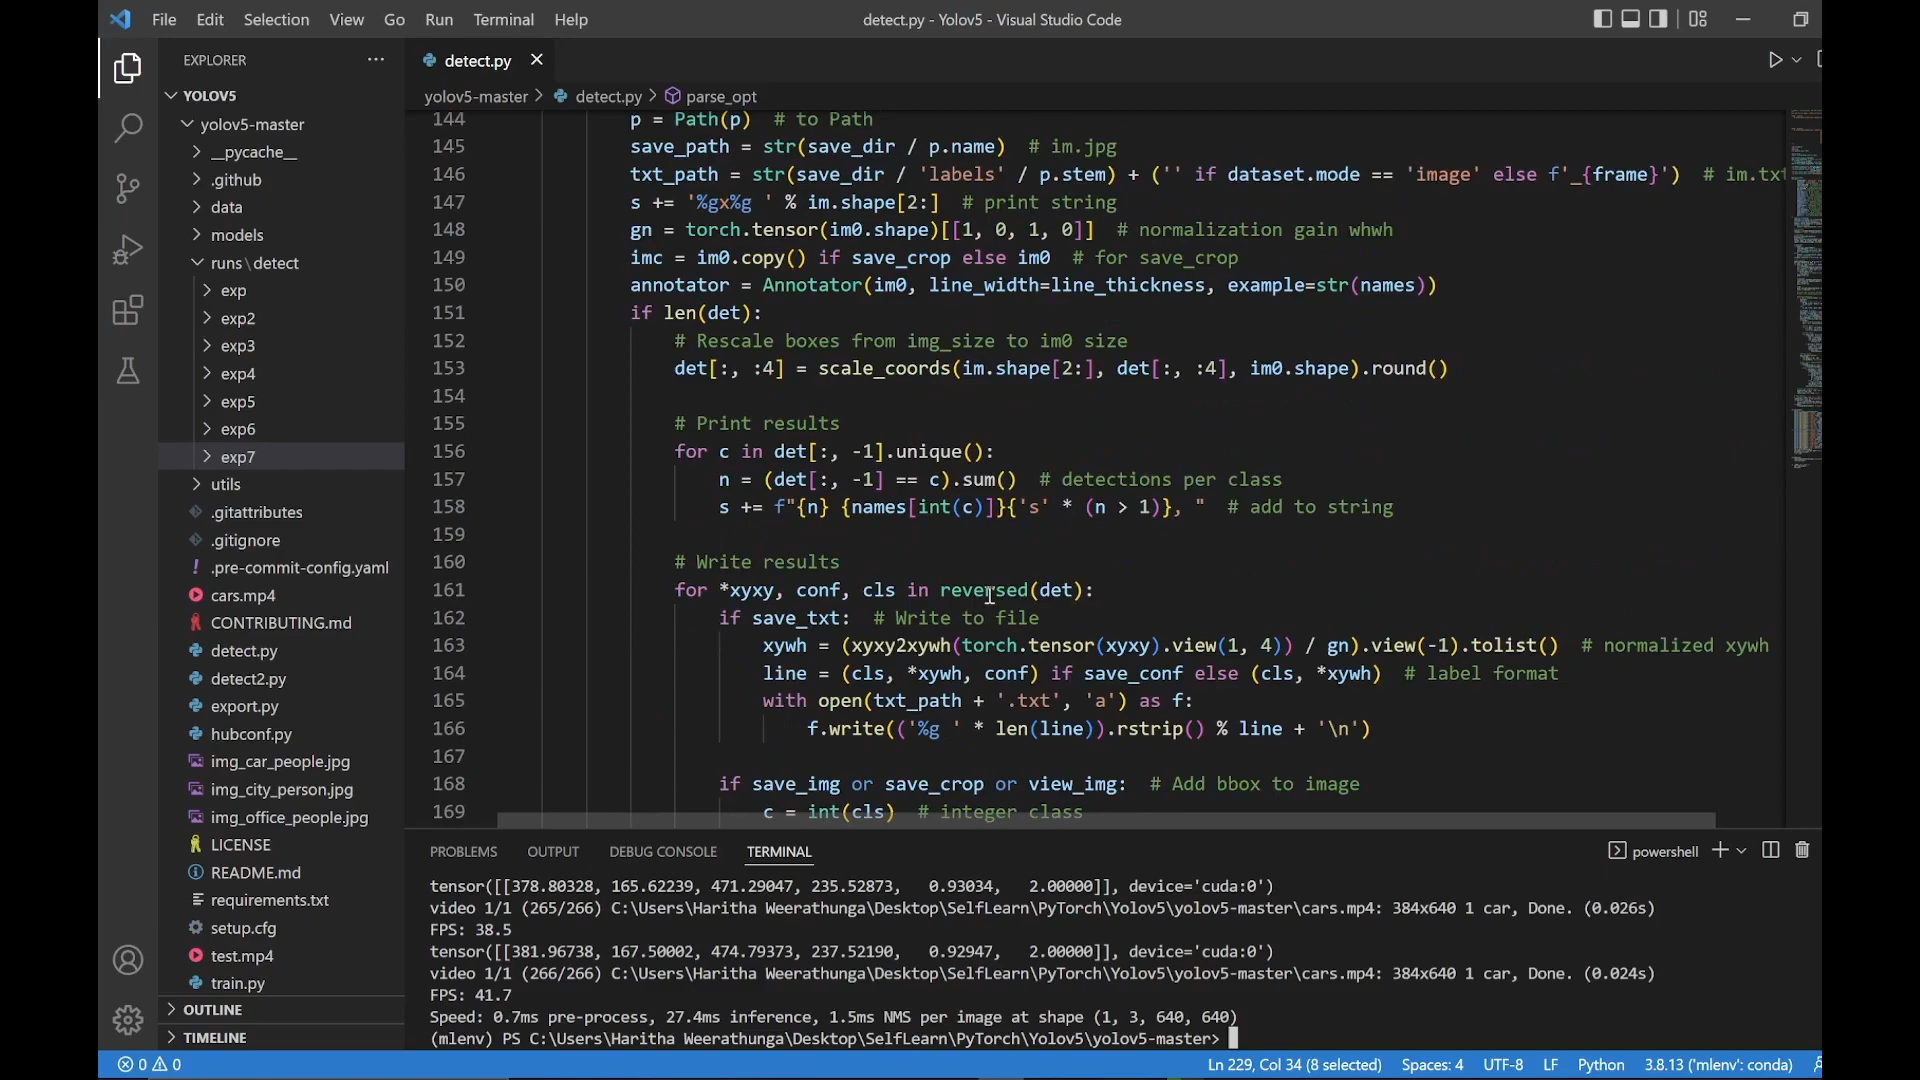 File Edit Selection View Go Run Terminal Help
detect.py - Yolov5 - Visual Studio Code
EXPLORER
YOLOV5
yolov5-master
__pycache__
.github
data
models
runs\detect
exp
exp2
exp3
exp4
exp5
exp6
exp7
utils
.gitattributes
.gitignore
.pre-commit-config.yaml
cars.mp4
CONTRIBUTING.md
detect.py
detect2.py
export.py
hubconf.py
img_car_people.jpg
img_city_person.jpg
img_office_people.jpg
LICENSE
README.md
requirements.txt
setup.cfg
test.mp4
train.py
OUTLINE
TIMELINE
detect.py
yolov5-master > detect.py > parse_opt
144 p = Path(p)  # to Path
145 save_path = str(save_dir / p.name)  # im.jpg
146 txt_path = str(save_dir / 'labels' / p.stem) + ('' if dataset.mode == 'image' else f'_{frame}')  # im.txt
147 s += '%gx%g ' % im.shape[2:]  # print string
148 gn = torch.tensor(im0.shape)[[1, 0, 1, 0]]  # normalization gain whwh
149 imc = im0.copy() if save_crop else im0  # for save_crop
150 annotator = Annotator(im0, line_width=line_thickness, example=str(names))
151 if len(det):
152 # Rescale boxes from img_size to im0 size
153 det[:, :4] = scale_coords(im.shape[2:], det[:, :4], im0.shape).round()
154
155 # Print results
156 for c in det[:, -1].unique():
157 n = (det[:, -1] == c).sum()  # detections per class
158 s += f"{n} {names[int(c)]}{'s' * (n > 1)}, "  # add to string
159
160 # Write results
161 for *xyxy, conf, cls in reversed(det):
162 if save_txt:  # Write to file
163 xywh = (xyxy2xywh(torch.tensor(xyxy).view(1, 4)) / gn).view(-1).tolist()  # normalized xywh
164 line = (cls, *xywh, conf) if save_conf else (cls, *xywh)  # label format
165 with open(txt_path + '.txt', 'a') as f:
166 f.write(('%g ' * len(line)).rstrip() % line + '\n')
167
168 if save_img or save_crop or view_img:  # Add bbox to image
169 c = int(cls)  # integer class
PROBLEMS OUTPUT DEBUG CONSOLE TERMINAL
powershell
tensor([[378.80328, 165.62239, 471.29047, 235.52873,   0.93034,   2.00000]], device='cuda:0')
video 1/1 (265/266) C:\Users\Haritha Weerathunga\Desktop\SelfLearn\PyTorch\Yolov5\yolov5-master\cars.mp4: 384x640 1 car, Done. (0.026s)
FPS: 38.5
tensor([[381.96738, 167.50002, 474.79373, 237.52190,   0.92947,   2.00000]], device='cuda:0')
video 1/1 (266/266) C:\Users\Haritha Weerathunga\Desktop\SelfLearn\PyTorch\Yolov5\yolov5-master\cars.mp4: 384x640 1 car, Done. (0.024s)
FPS: 41.7
Speed: 0.7ms pre-process, 27.4ms inference, 1.5ms NMS per image at shape (1, 3, 640, 640)
(mlenv) PS C:\Users\Haritha Weerathunga\Desktop\SelfLearn\PyTorch\Yolov5\yolov5-master>
0 0
Ln 229, Col 34 (8 selected) Spaces: 4 UTF-8 LF Python 3.8.13 ('mlenv': conda)